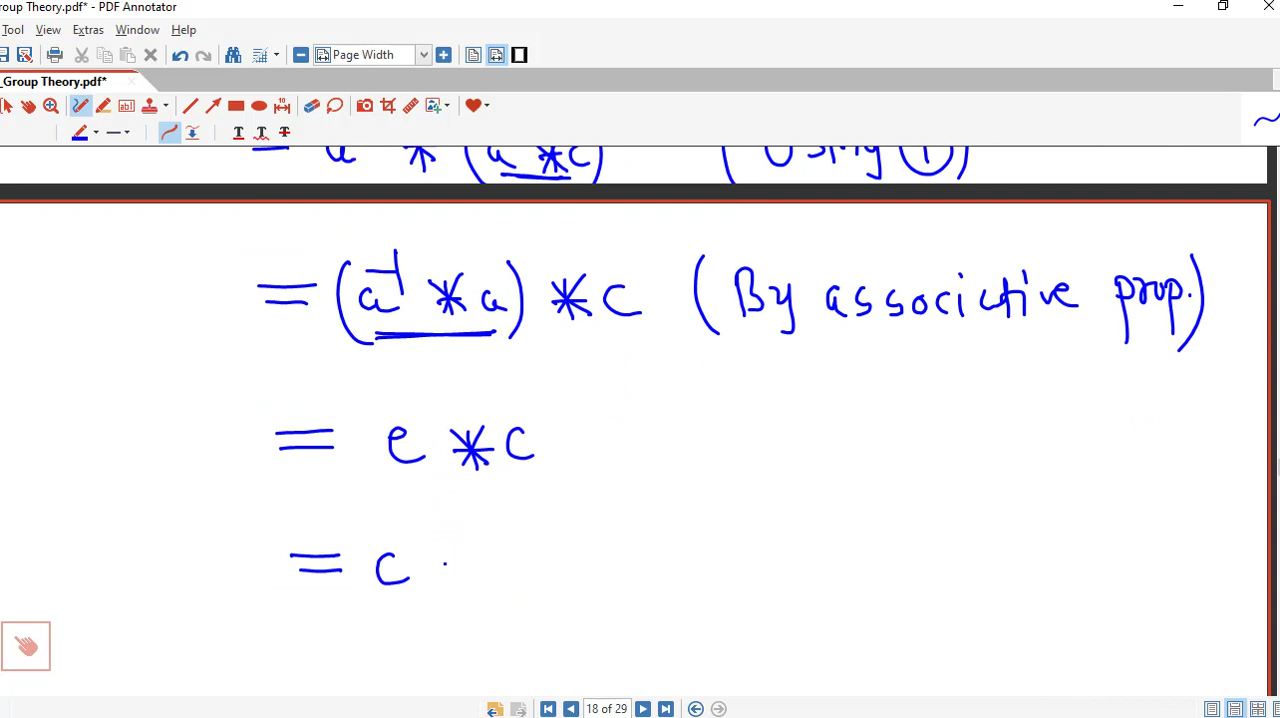 roup Theory.pdf* - PDF Annotator
Tool View Extras Window Help
Page Width
_Group Theory.pdf*
= (a⁻¹ * a) * c (By associative prop.)
= e * c
= c
18 of 29